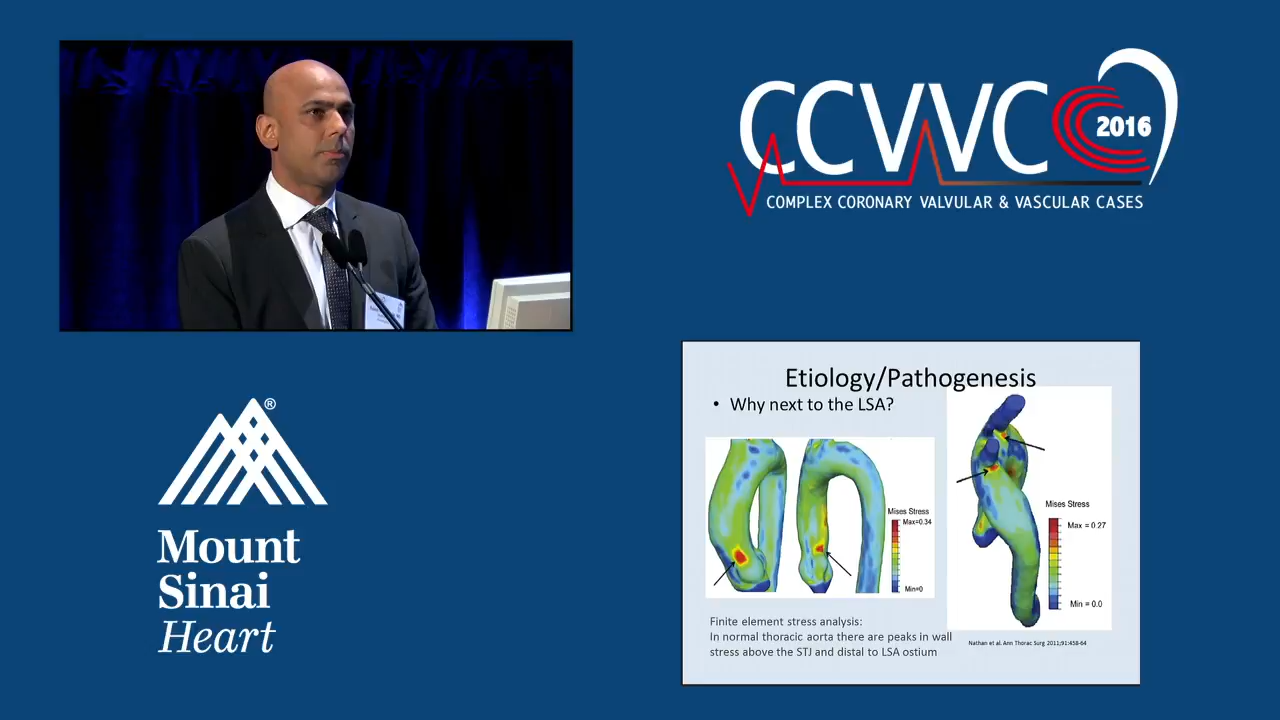 CCVVC
2016
COMPLEX CORONARY VALVULAR & VASCULAR CASES
®
Mount
Sinai
Heart
Etiology/Pathogenesis
• Why next to the LSA?
Mises Stress
Max=0.34
Min=0
Mises Stress
Max = 0.27
Min = 0.0
Finite element stress analysis:
In normal thoracic aorta there are peaks in wall
stress above the STJ and distal to LSA ostium
Nathan et al. Ann Thorac Surg 2011;91:458-64